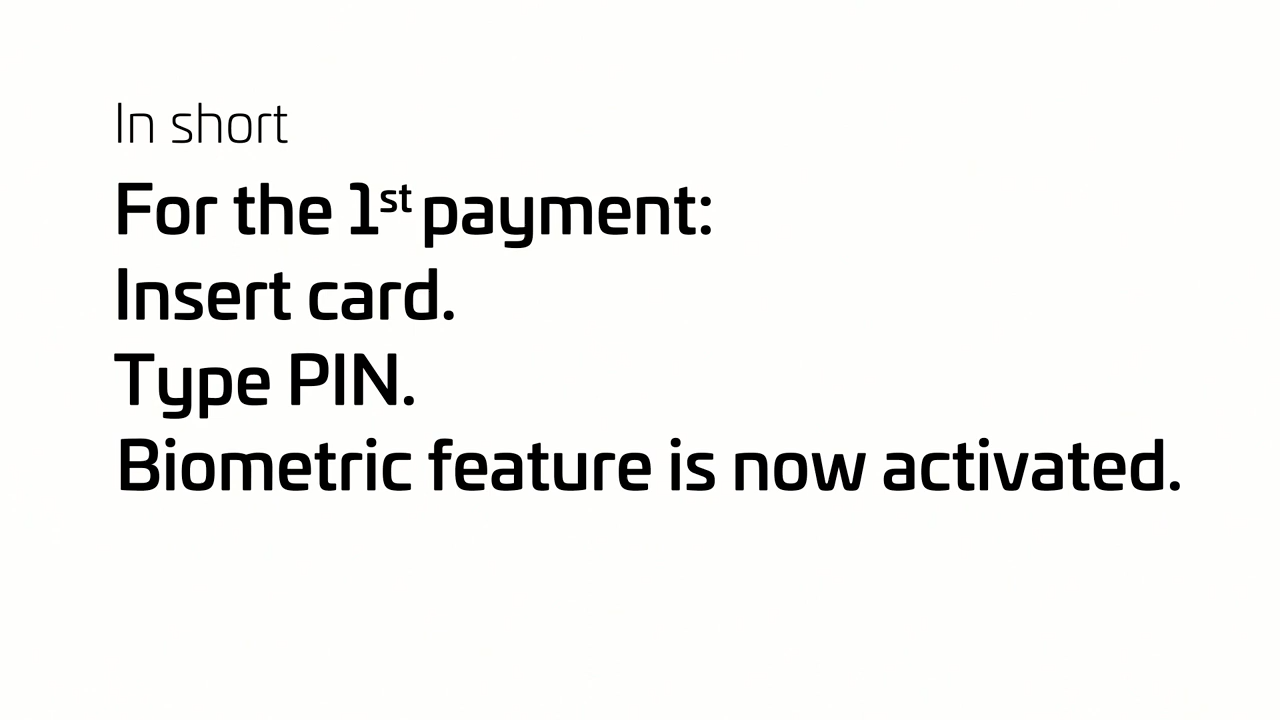 In short
For the 1st payment:
Insert card.
Type PIN.
Biometric feature is now activated.